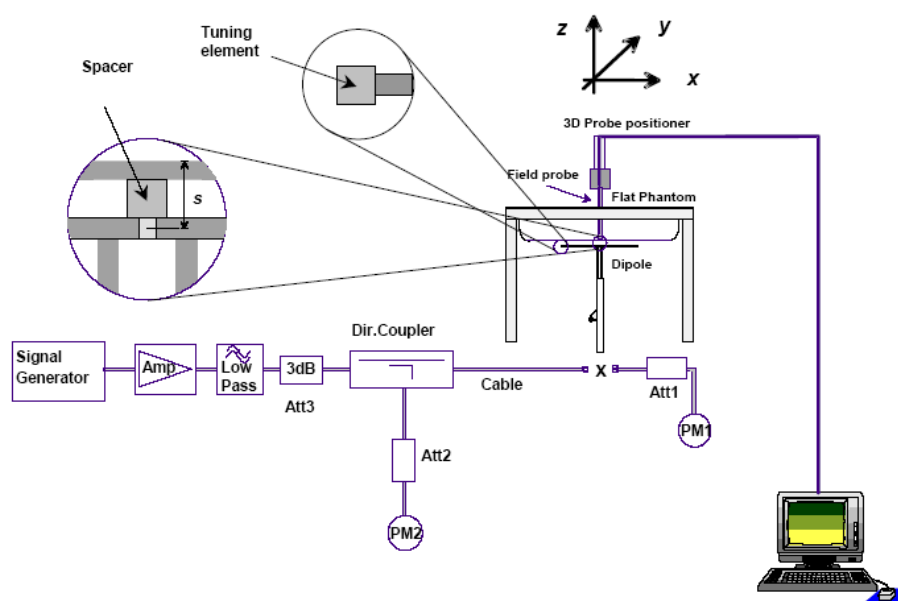 Tuning
element
Spacer
z
y
x
3D Probe positioner
s
Field probe
Flat Phantom
Dipole
Dir.Coupler
Signal
Generator
Amp
Low
Pass
3dB
Att3
Cable
x
Att1
PM1
Att2
PM2